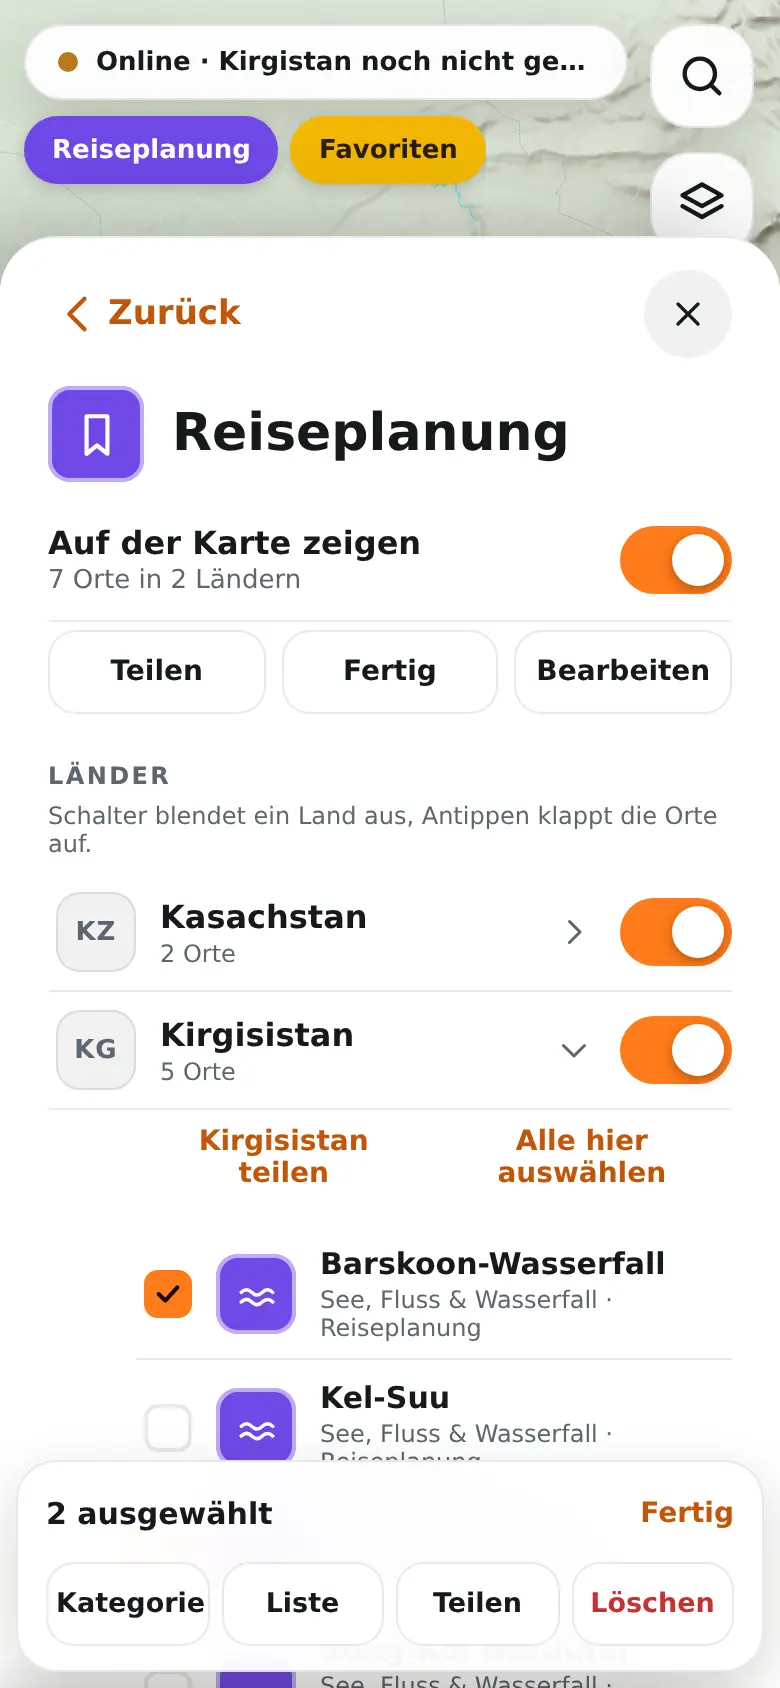 Online · Kirgistan noch nicht ge…
Reiseplanung
Favoriten
Zurück
Reiseplanung
Auf der Karte zeigen
7 Orte in 2 Ländern
Teilen
Fertig
Bearbeiten
LÄNDER
Schalter blendet ein Land aus, Antippen klappt die Orte
auf.
KZ
Kasachstan
2 Orte
KG
Kirgisistan
5 Orte
Kirgisistan
teilen
Alle hier
auswählen
Barskoon-Wasserfall
See, Fluss & Wasserfall ·
Reiseplanung
Kel-Suu
See, Fluss & Wasserfall ·
Reiseplanung
2 ausgewählt
Fertig
Kategorie
Liste
Teilen
Löschen
See, Fluss & Wasserfall ·